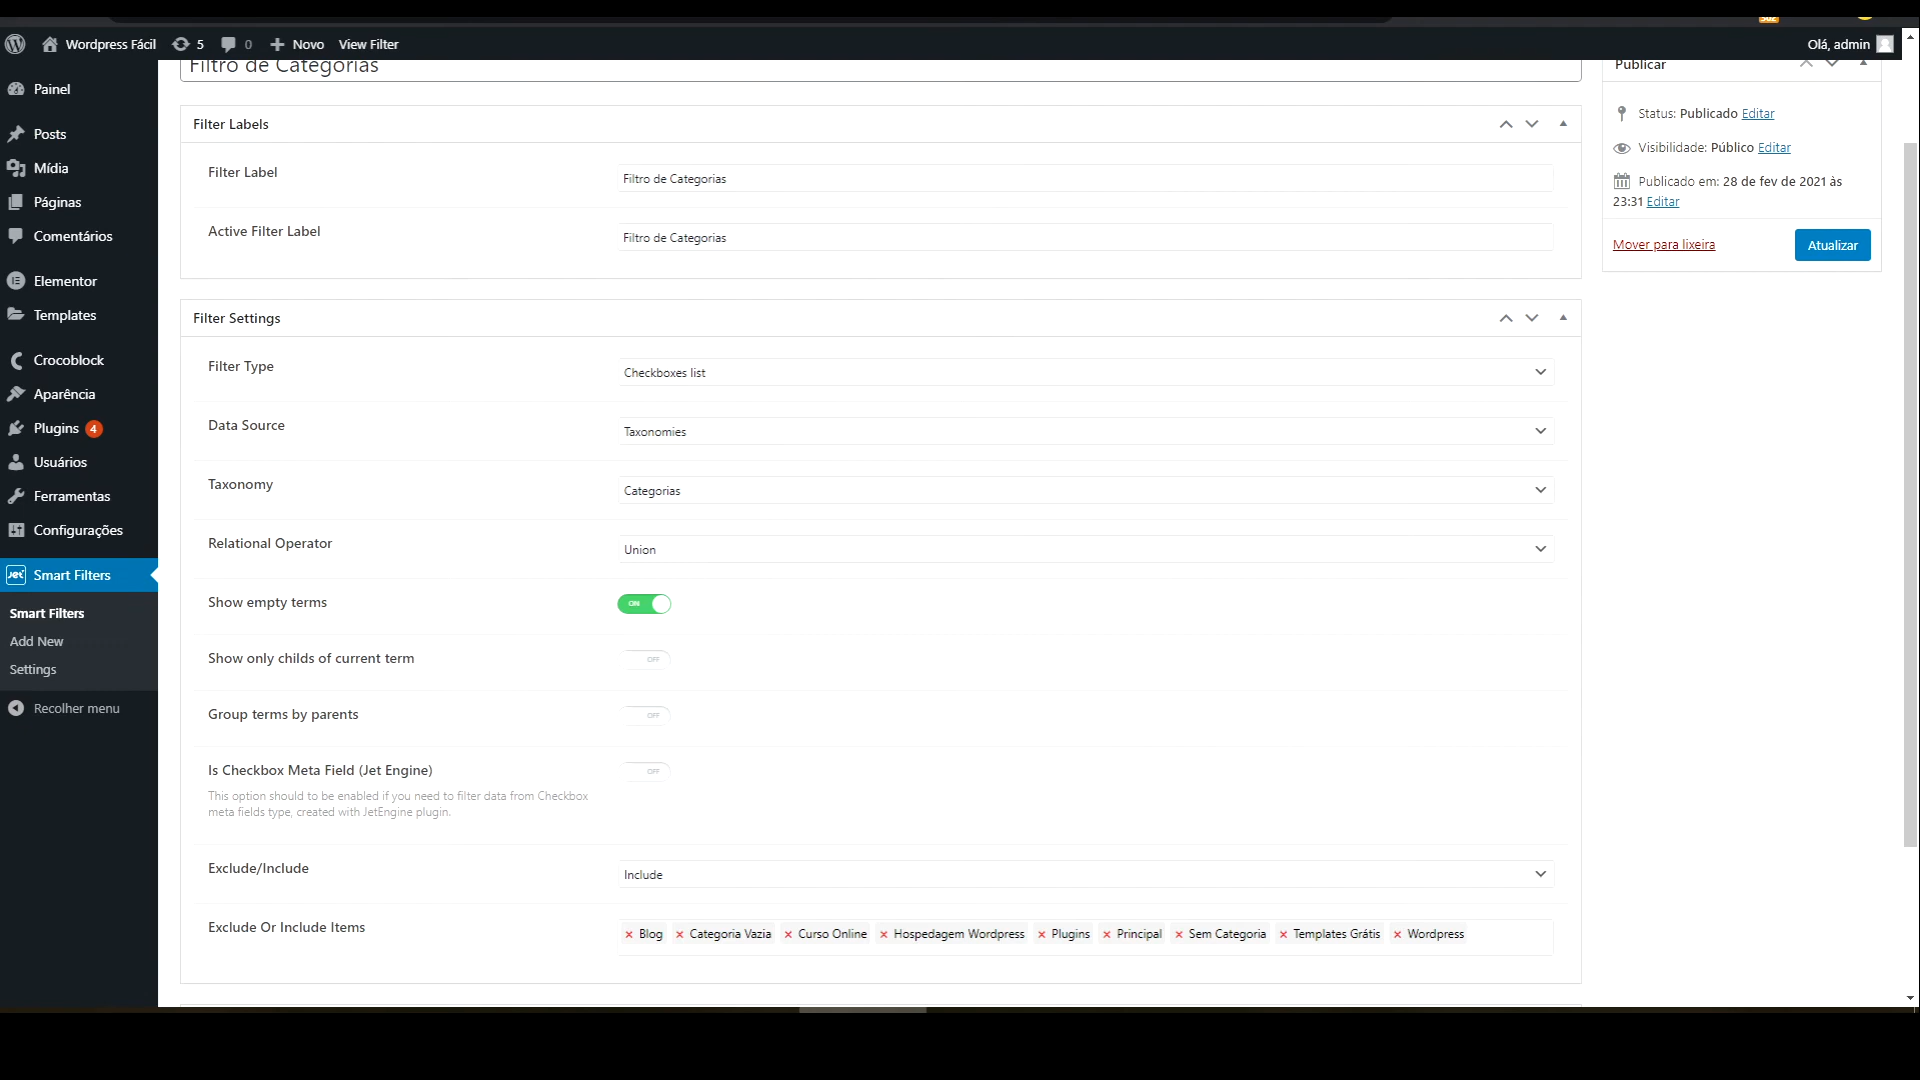 Wordpress Fácil
5
0
Novo
View Filter
Olá, admin
Painel
Posts
Mídia
Páginas
Comentários
Elementor
Templates
Crocoblock
Aparência
Plugins 4
Usuários
Ferramentas
Configurações
Jet Smart Filters
Smart Filters
Add New
Settings
Recolher menu
Filtro de Categorias
Filter Labels
Filter Label
Filtro de Categorias
Active Filter Label
Filtro de Categorias
Filter Settings
Filter Type
Checkboxes list
Data Source
Taxonomies
Taxonomy
Categorias
Relational Operator
Union
Show empty terms
ON
Show only childs of current term
OFF
Group terms by parents
OFF
Is Checkbox Meta Field (Jet Engine)
OFF
This option should to be enabled if you need to filter data from Checkbox
meta fields type, created with JetEngine plugin.
Exclude/Include
Include
Exclude Or Include Items
× Blog × Categoria Vazia × Curso Online × Hospedagem Wordpress × Plugins × Principal × Sem Categoria × Templates Grátis × Wordpress
Publicar
Status: Publicado Editar
Visibilidade: Público Editar
Publicado em: 28 de fev de 2021 às
23:31 Editar
Mover para lixeira
Atualizar